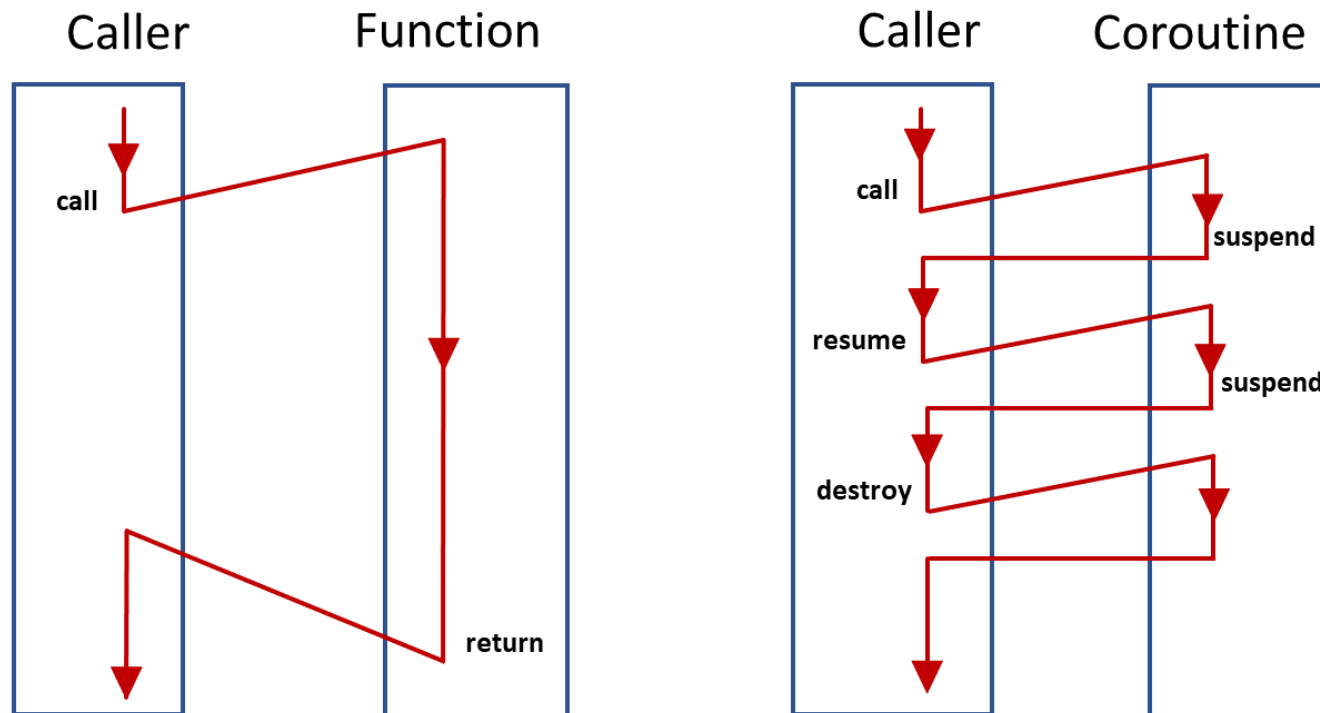 Caller
Function
call
return
Caller
Coroutine
call
suspend
resume
suspend
destroy